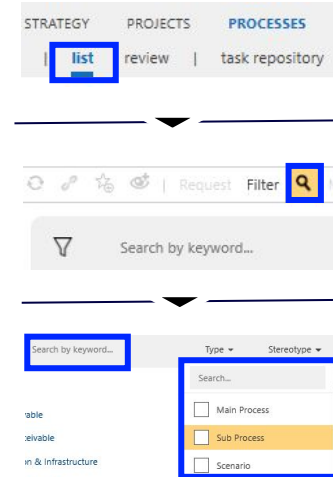 STRATEGY PROJECTS PROCESSES
| list review | task repository
| Request Filter
Search by keyword...
Search by keyword... Type Stereotype
Search...
Main Process
Sub Process
& Infrastructure
Scenario